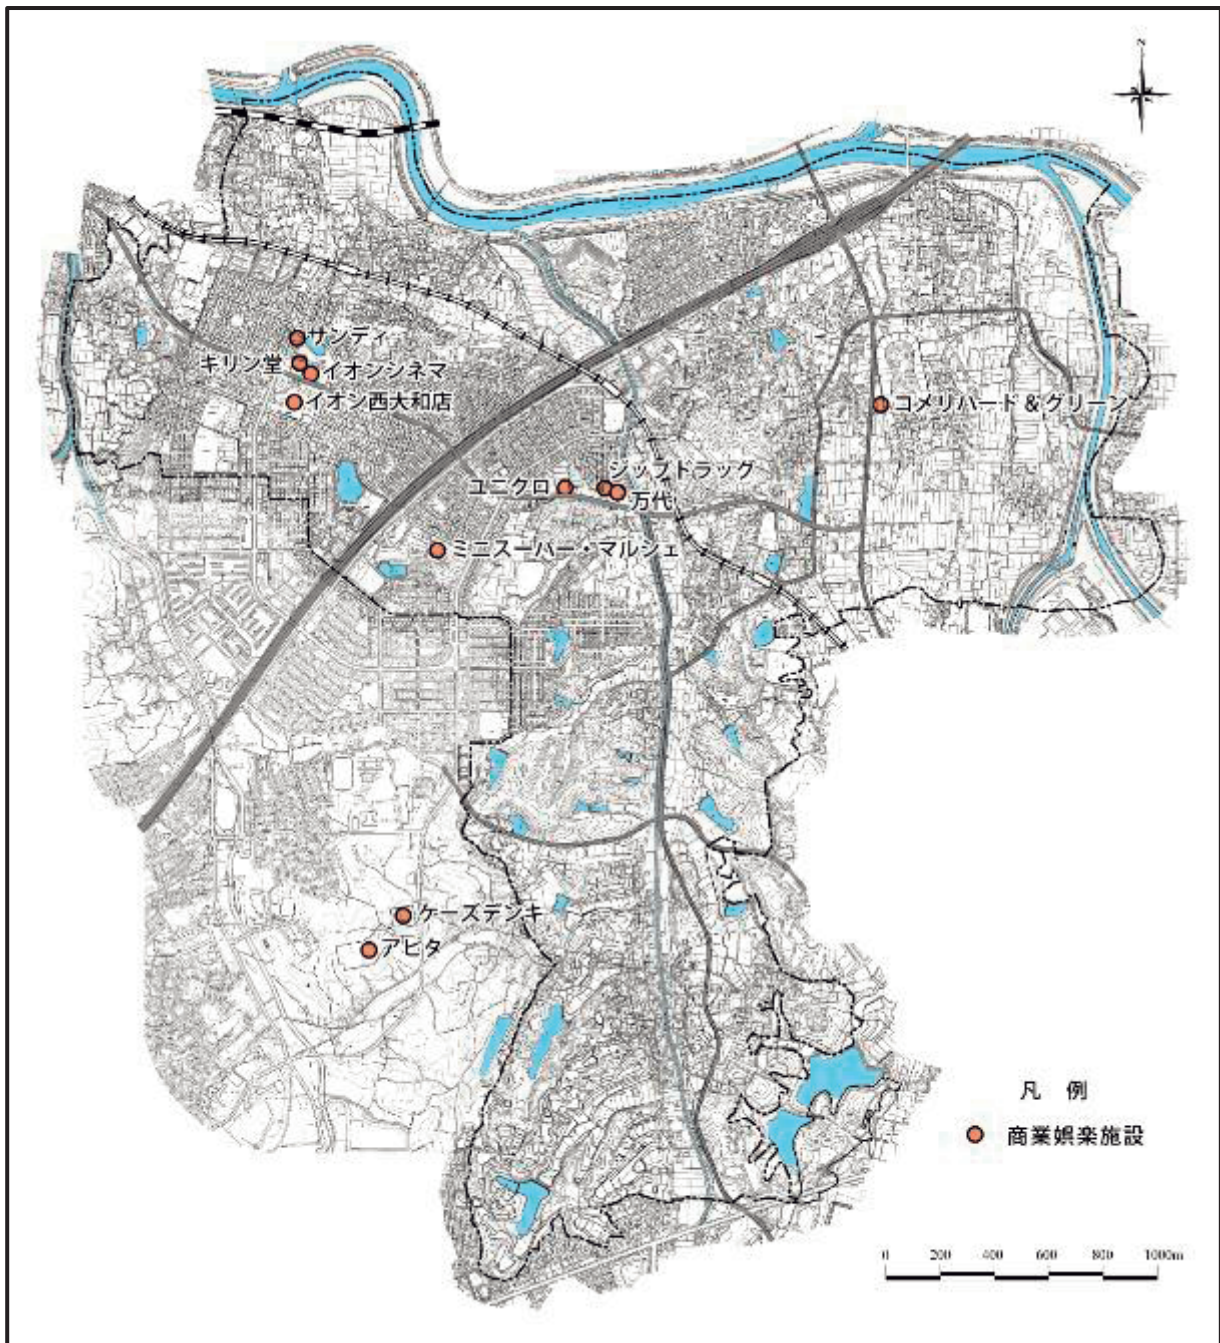 N
サンディ
キリン堂
イオンシネマ
イオン西大和店
コメリハード＆グリーン
ジップドラッグ
ユニクロ
万代
ミニスーパー・マルシェ
ケーズデンキ
アピタ
凡 例
商業娯楽施設
0 200 400 600 800 1000m